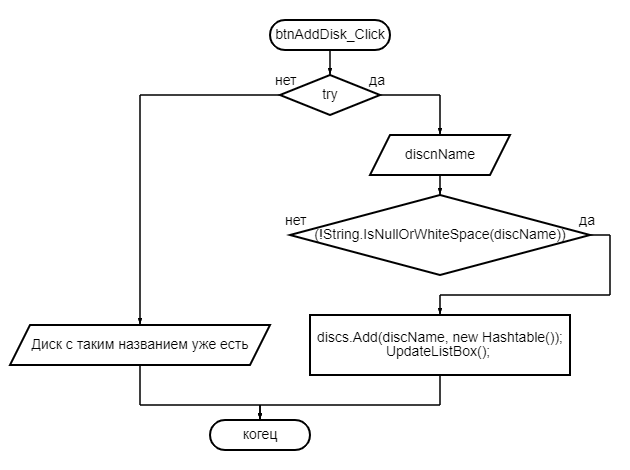 btnAddDisk_Click
нет
да
try
discnName
нет
да
(!String.IsNullOrWhiteSpace(discName))
discs.Add(discName, new Hashtable());
UpdateListBox();
Диск с таким названием уже есть
когец